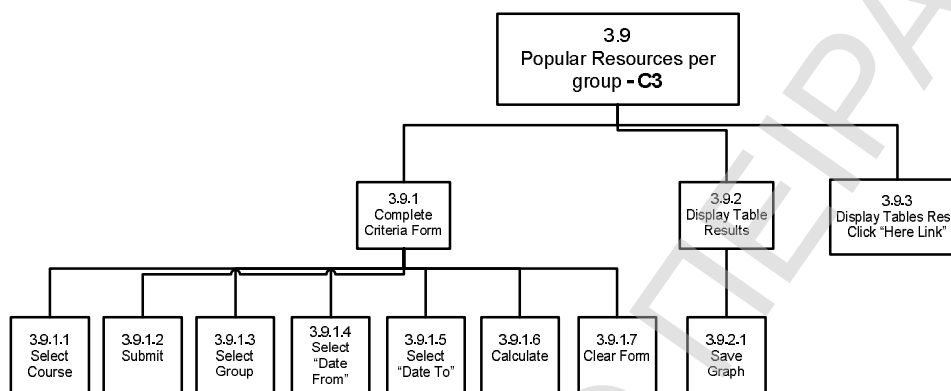 3.9
Popular Resources per
group - C3
3.9.1
Complete
Criteria Form
3.9.2
Display Table
Results
3.9.3
Display Tables Res
Click “Here Link”
3.9.1.1
Select
Course
3.9.1.2
Submit
3.9.1.3
Select
Group
3.9.1.4
Select
“Date
From”
3.9.1.5
Select
“Date To”
3.9.1.6
Calculate
3.9.1.7
Clear Form
3.9.2.1
Save
Graph
ΠΕΙΡΑ